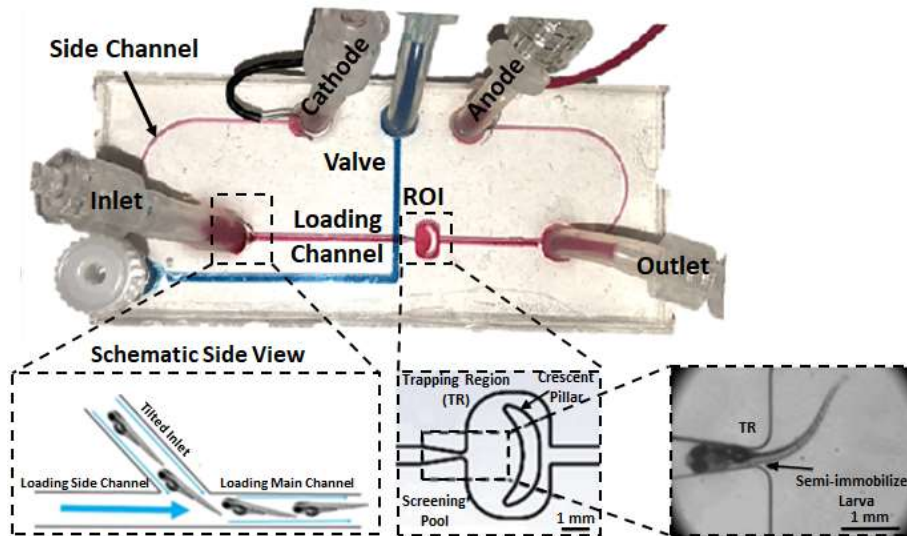 Side Channel
Cathode
Anode
Valve
Inlet
ROI
Loading
Channel
Outlet
Schematic Side View
Tilted Inlet
Loading Side Channel
Loading Main Channel
Trapping Region
(TR)
Crescent
Pillar
Screening
Pool
1 mm
TR
Semi-immobilize
Larva
1 mm